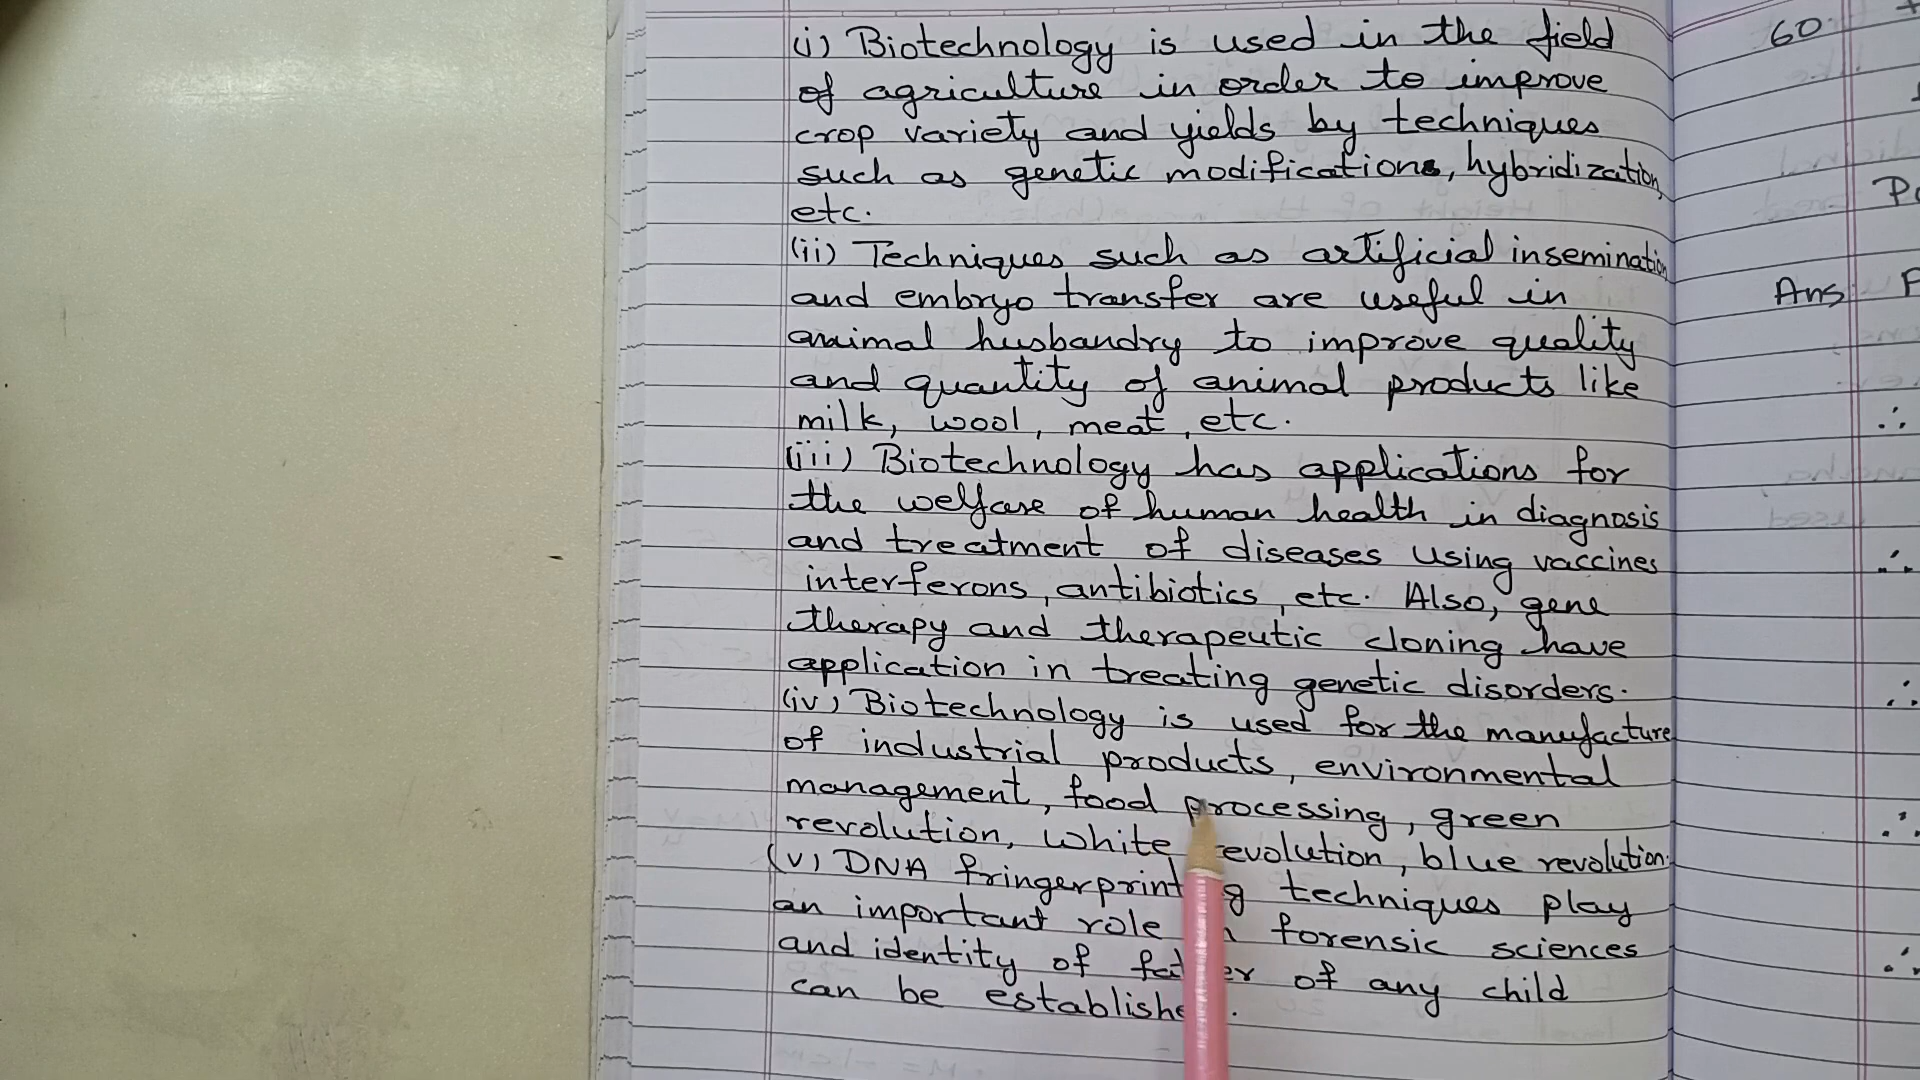 (i) Biotechnology is used in the field
of agriculture in order to improve
crop variety and yields by techniques
such as genetic modifications, hybridization,
etc.
(ii) Techniques such as artificial insemination
and embryo transfer are useful in
animal husbandry to improve quality
and quantity of animal products like
milk, wool, meat, etc.
(iii) Biotechnology has applications for
the welfare of human health in diagnosis
and treatment of diseases using vaccines
interferons, antibiotics, etc. Also, gene
therapy and therapeutic cloning have
application in treating genetic disorders.
(iv) Biotechnology is used for the manufacture
of industrial products, environmental
management, food processing, green
revolution, white revolution, blue revolution.
(v) DNA fringerprinting techniques play
an important role in forensic sciences
and identity of father of any child
can be established.
60
Ans